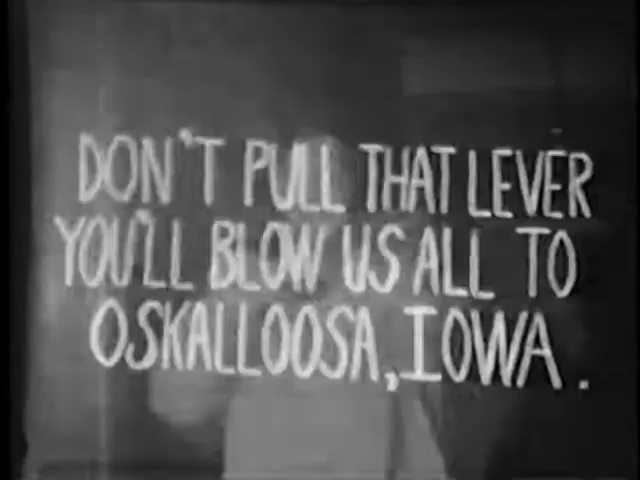 DON'T PULL THAT LEVER
YOU'LL BLOW US ALL TO
OSKALLOOSA, IOWA.